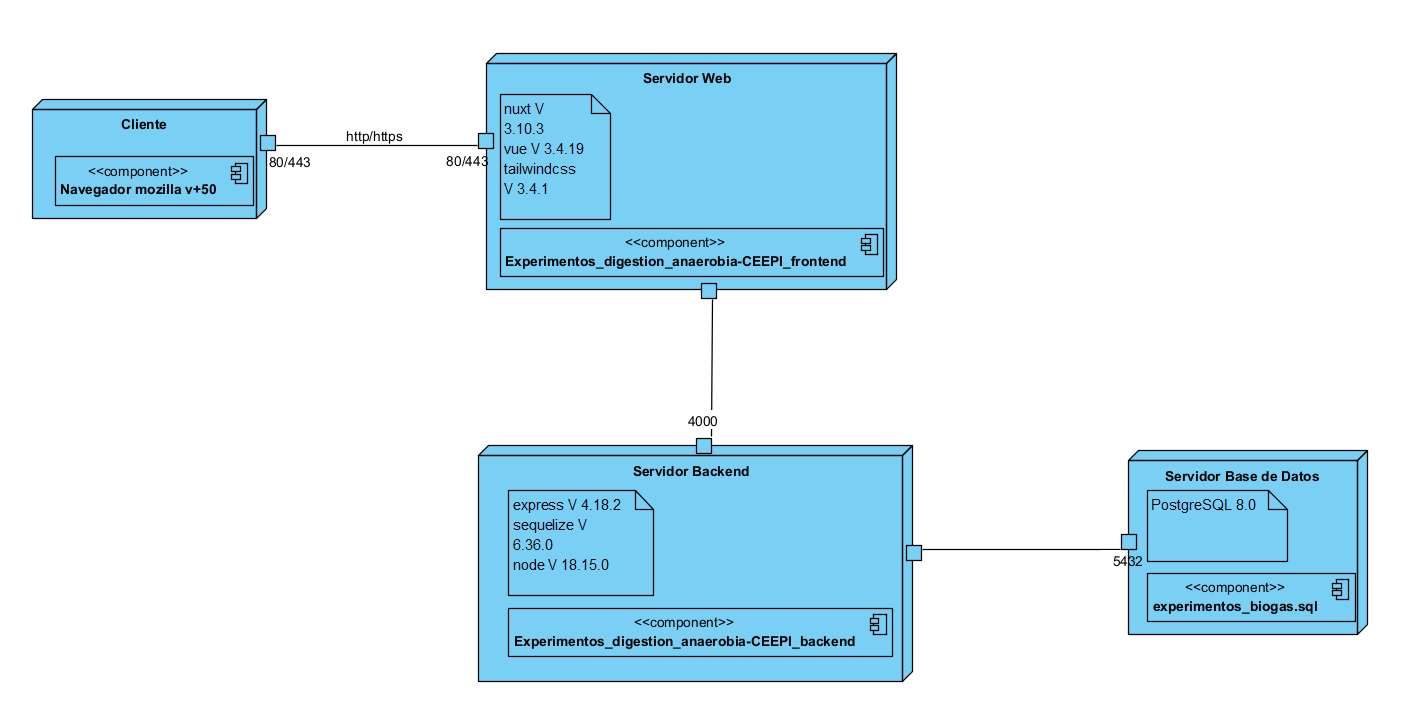 Cliente
<<component>>
Navegador mozilla v+50
80/443
http/https
80/443
Servidor Web
nuxt V
3.10.3
vue V 3.4.19
tailwindcss
V 3.4.1
<<component>>
Experimentos_digestion_anaerobia-CEEPI_frontend
4000
Servidor Backend
express V 4.18.2
sequelize V
6.36.0
node V 18.15.0
<<component>>
Experimentos_digestion_anaerobia-CEEPI_backend
5432
Servidor Base de Datos
PostgreSQL 8.0
<<component>>
experimentos_biogas.sql